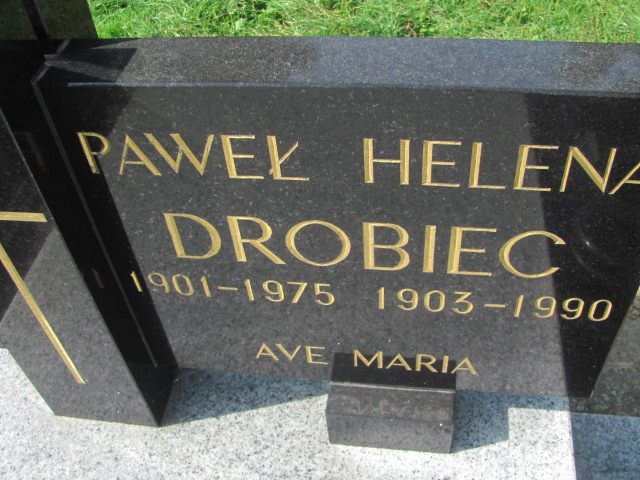 PAWEŁ HELENA
DROBIEC
1901-1975 1903-1990
AVE MARIA